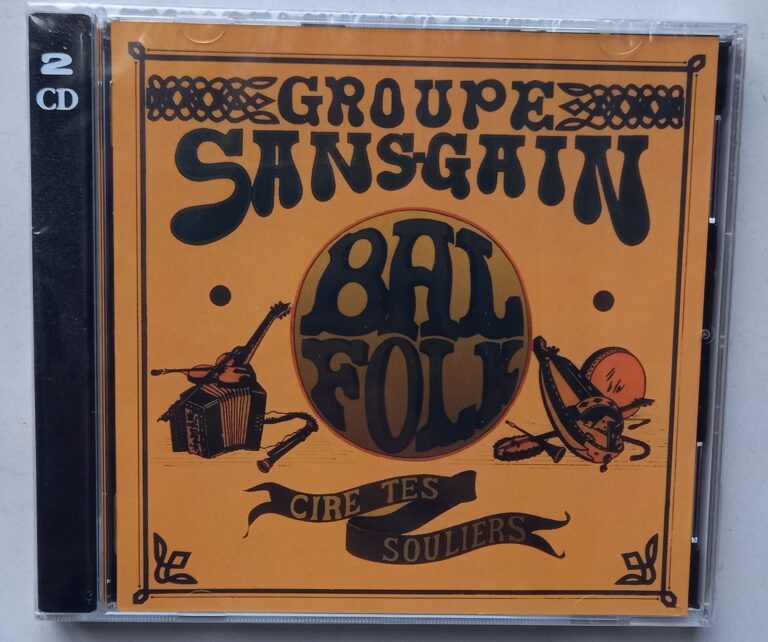 2
CD
GROUPE
SANS-GAIN
BAL
FOLK
CIRE TES
SOULIERS